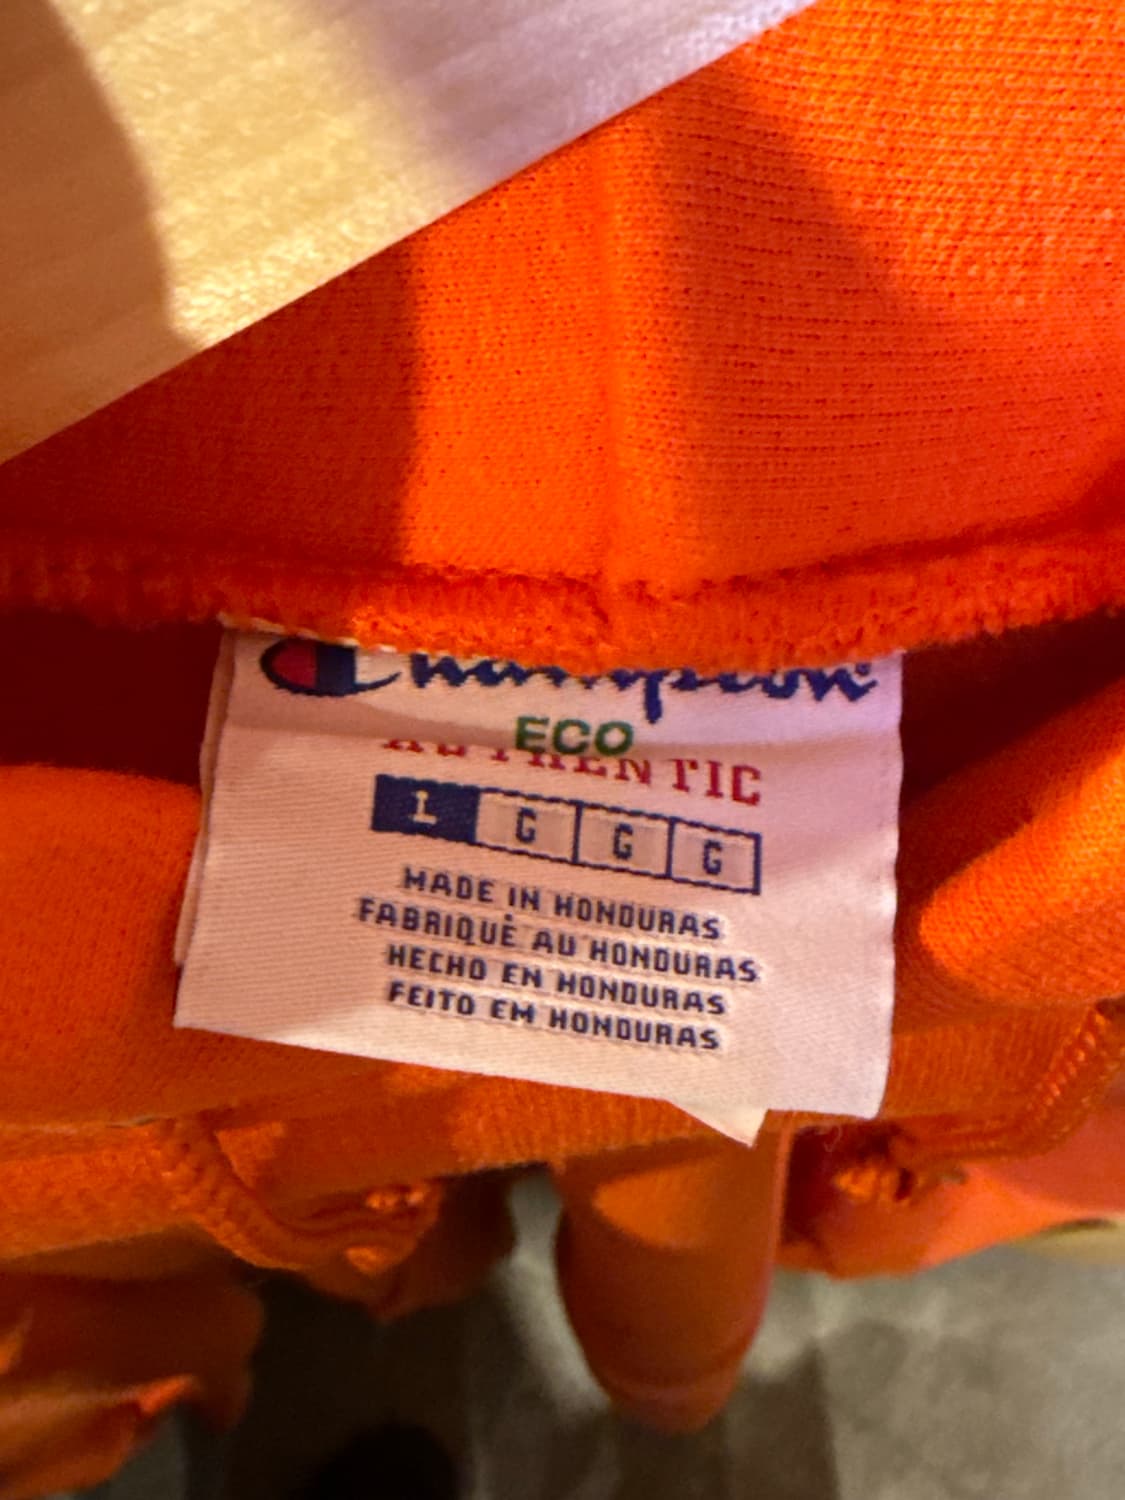 Champion
ECO
AUTHENTIC
L G G G
MADE IN HONDURAS
FABRIQUÉ AU HONDURAS
HECHO EN HONDURAS
FEITO EM HONDURAS